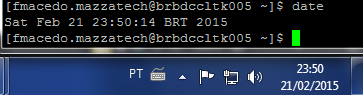 [fmacedo.mazzatech@brbdccltk005 ~]$ date
Sat Feb 21 23:50:14 BRT 2015
[fmacedo.mazzatech@brbdccltk005 ~]$
PT
23:50
21/02/2015